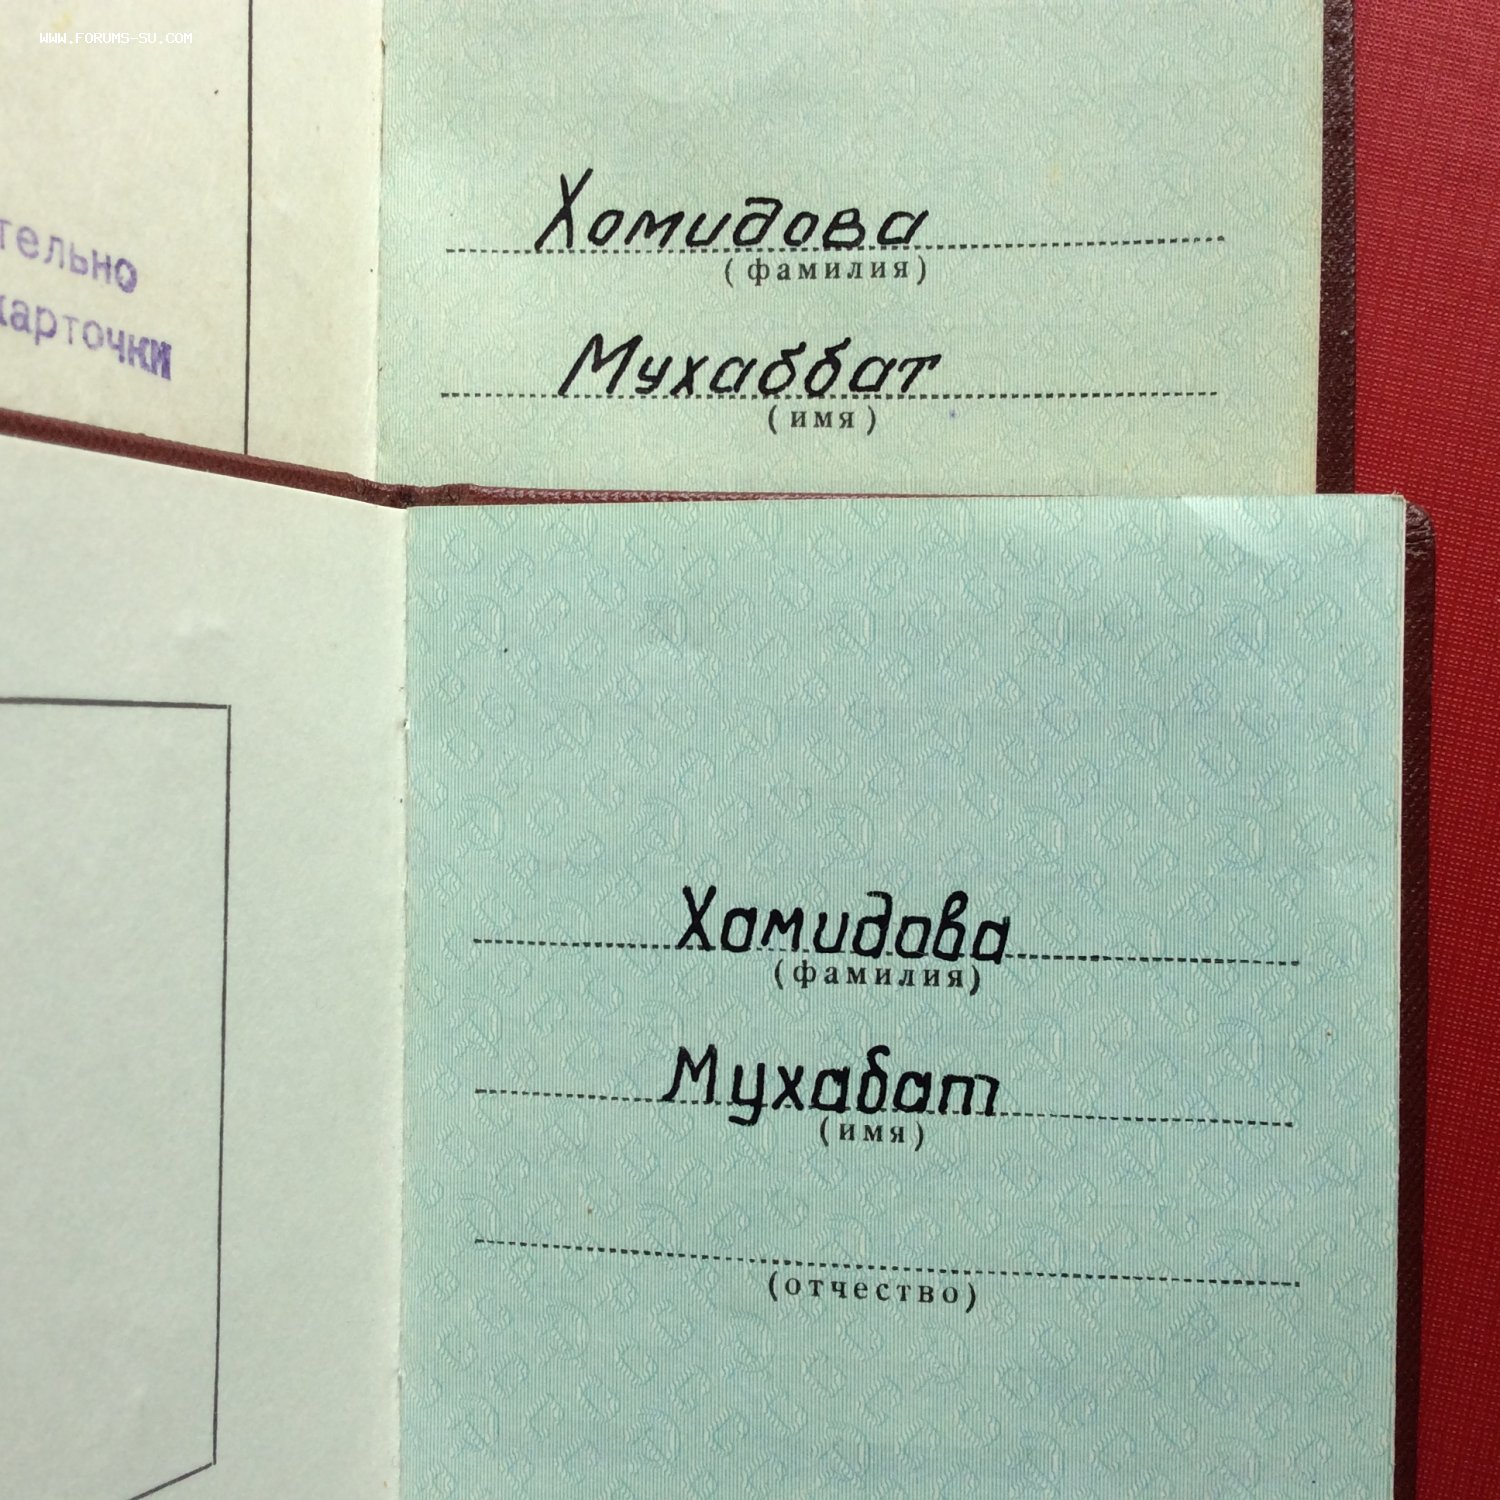 WWW.FORUMS-SU.COM
тельно
карточки
Хомидова
(фамилия)
Мухаббат
(имя)
Хамидова
(фамилия)
Мухабат
(имя)
(отчество)